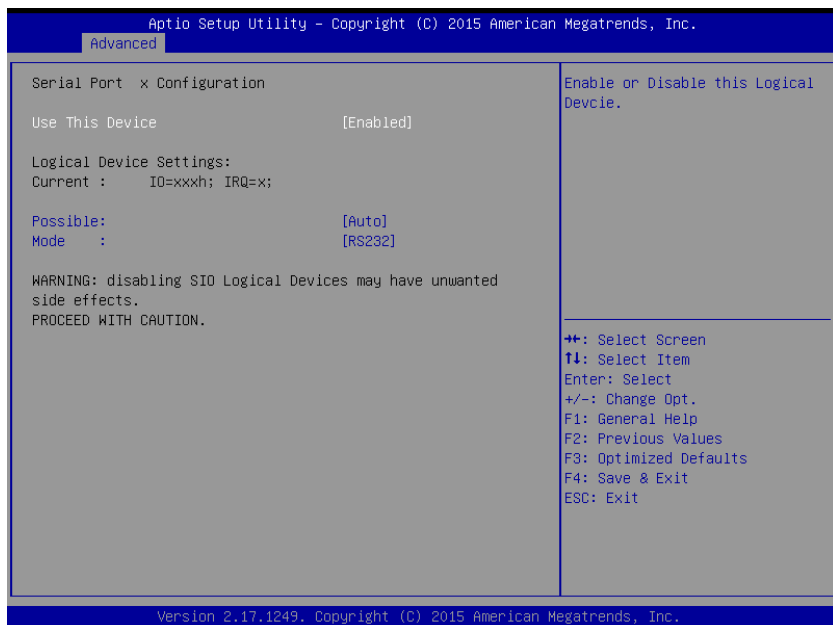 Aptio Setup Utility – Copyright (C) 2015 American Megatrends, Inc.
Advanced
Serial Port x Configuration
Use This Device [Enabled]
Logical Device Settings:
Current : IO=xxxh; IRQ=x;
Possible: [Auto]
Mode : [RS232]
WARNING: disabling SIO Logical Devices may have unwanted
side effects.
PROCEED WITH CAUTION.
Enable or Disable this Logical
Devcie.
→←: Select Screen
↑↓: Select Item
Enter: Select
+/-: Change Opt.
F1: General Help
F2: Previous Values
F3: Optimized Defaults
F4: Save & Exit
ESC: Exit
Version 2.17.1249. Copyright (C) 2015 American Megatrends, Inc.